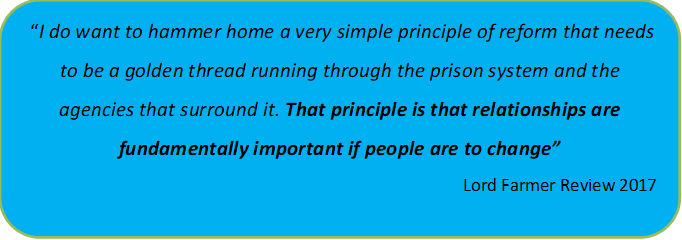 “I do want to hammer home a very simple principle of reform that needs
to be a golden thread running through the prison system and the
agencies that surround it. That principle is that relationships are
fundamentally important if people are to change”
Lord Farmer Review 2017